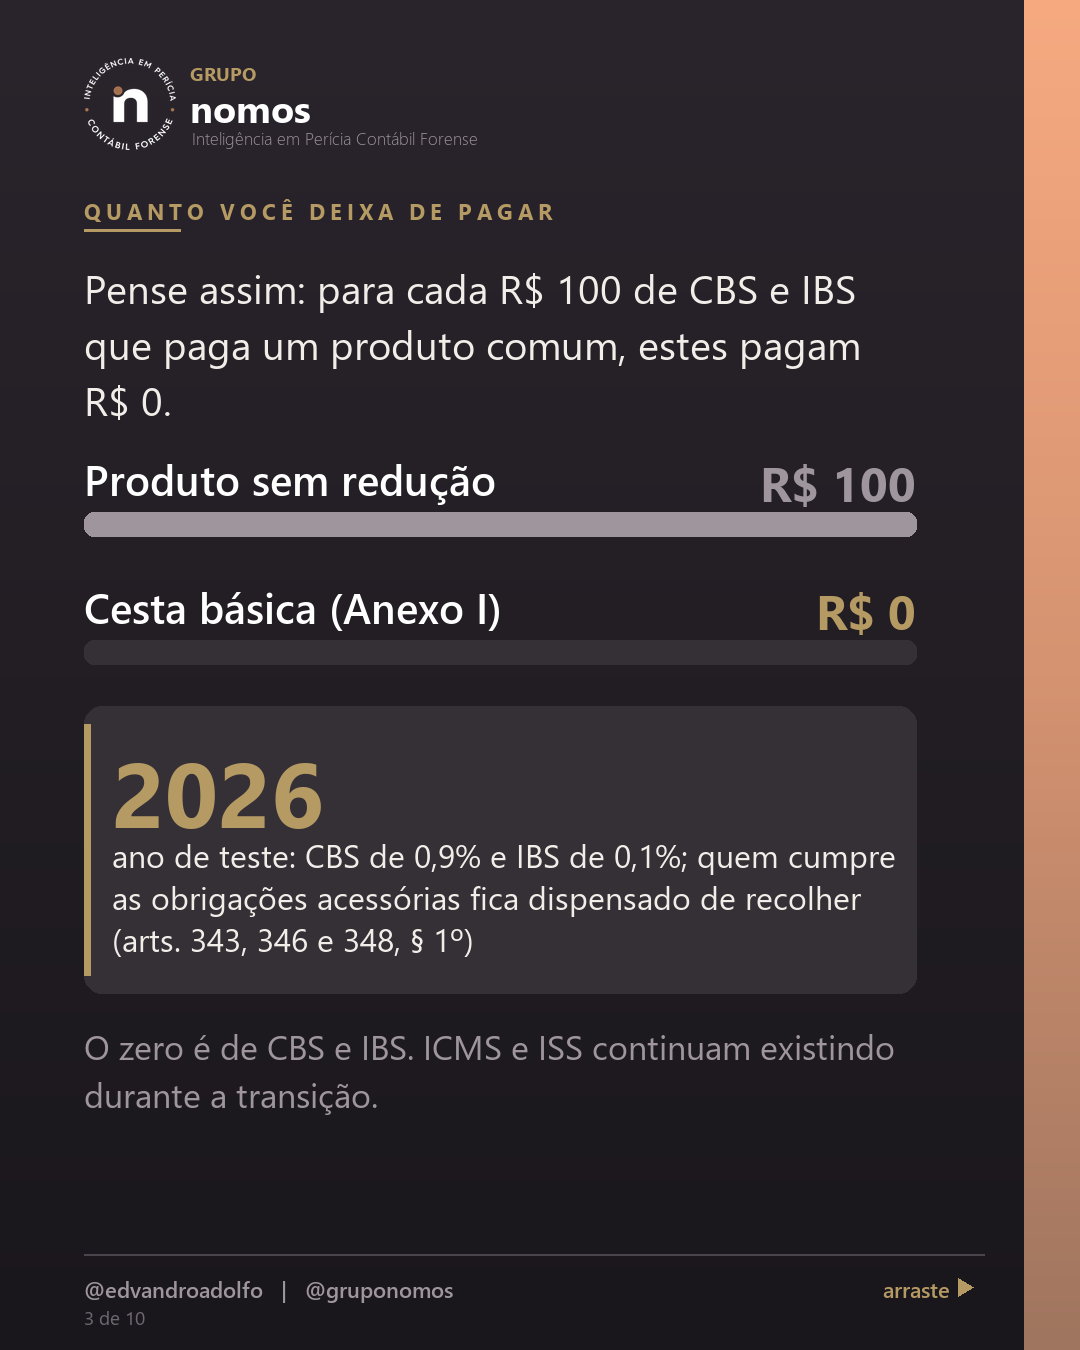 INTELIGÊNCIA EM PERÍCIA
CONTÁBIL FORENSE
n
GRUPO
nomos
Inteligência em Perícia Contábil Forense
QUANTO VOCÊ DEIXA DE PAGAR
Pense assim: para cada R$ 100 de CBS e IBS
que paga um produto comum, estes pagam
R$ 0.
Produto sem redução R$ 100
Cesta básica (Anexo I) R$ 0
2026
ano de teste: CBS de 0,9% e IBS de 0,1%; quem cumpre
as obrigações acessórias fica dispensado de recolher
(arts. 343, 346 e 348, § 1º)
O zero é de CBS e IBS. ICMS e ISS continuam existindo
durante a transição.
@edvandroadolfo | @gruponomos arraste
3 de 10